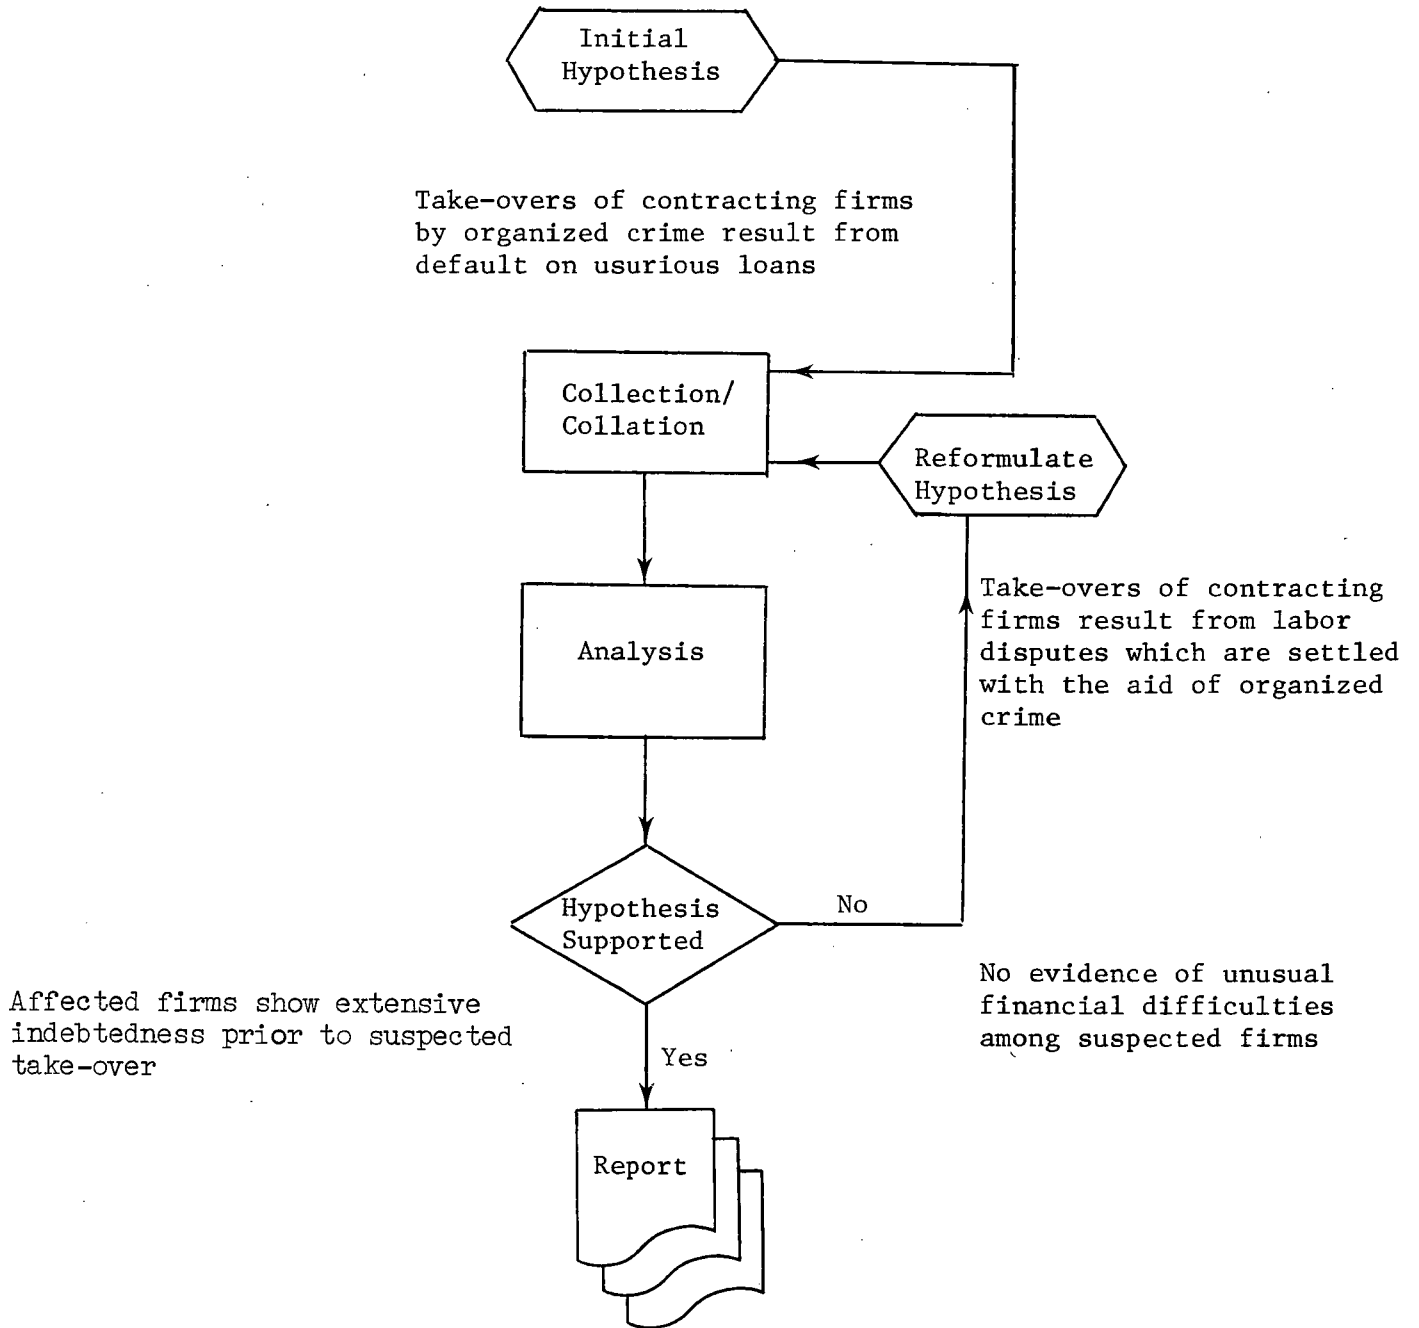 Initial
Hypothesis
Take-overs of contracting firms
by organized crime result from
default on usurious loans
Collection/
Collation
Reformulate
Hypothesis
Analysis
Take-overs of contracting
firms result from labor
disputes which are settled
with the aid of organized
crime
Hypothesis
Supported
No
No evidence of unusual
financial difficulties
among suspected firms
Affected firms show extensive
indebtedness prior to suspected
take-over
Yes
Report